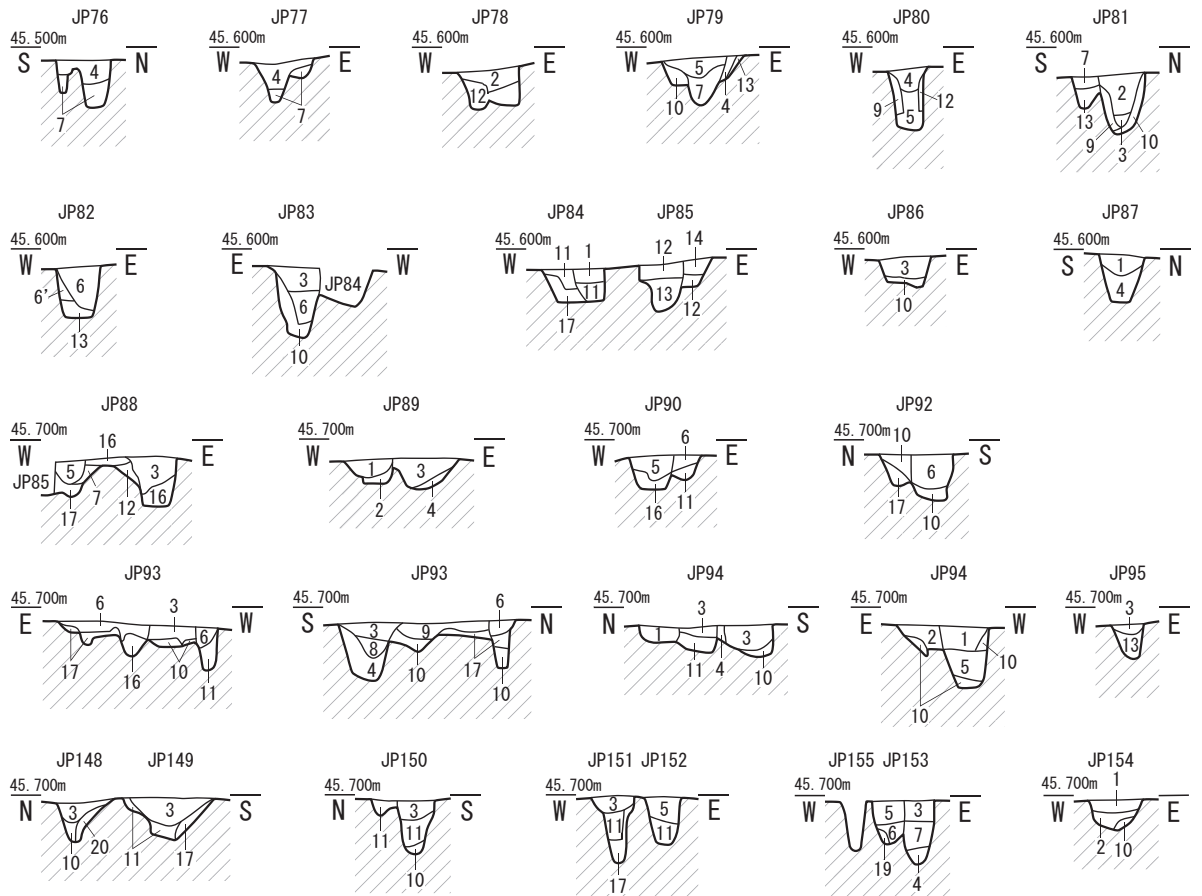 JP76 JP77 JP78 JP79 JP80 JP81
45.500m 45.600m 45.600m 45.600m 45.600m 45.600m
S N W E W E W E W E S N
4 7
4 7
2 12
5 10 7 4 13
4 9 12 5
7 2 13 9 3 10
JP82 JP83 JP84 JP85 JP86 JP87
45.600m 45.600m 45.600m 45.600m 45.600m
W E E W W E W E S N
6 6' 13
3 JP84 6 10
11 1 11 17
12 14 13 12
3 10
1 4
JP88 JP89 JP90 JP92
45.700m 45.700m 45.700m 45.700m
W E W E W E N S
16 5 3 JP85 7 12 16 17
1 3 2 4
6 5 16 11
10 6 17 10
JP93 JP93 JP94 JP94 JP95
45.700m 45.700m 45.700m 45.700m 45.700m
E W S N N S E W W E
6 3 6 17 16 10 11
6 3 9 8 4 10 17 10
3 1 3 11 4 10
2 1 10 5 10
3 13
JP148 JP149 JP150 JP151 JP152 JP155 JP153 JP154
45.700m 45.700m 45.700m 45.700m 45.700m
N S N S W E W E W E
3 10 20
3 11 17
3 11 11 10
3 11 17
5 11
5 3 6 7 19 4
1 2 10